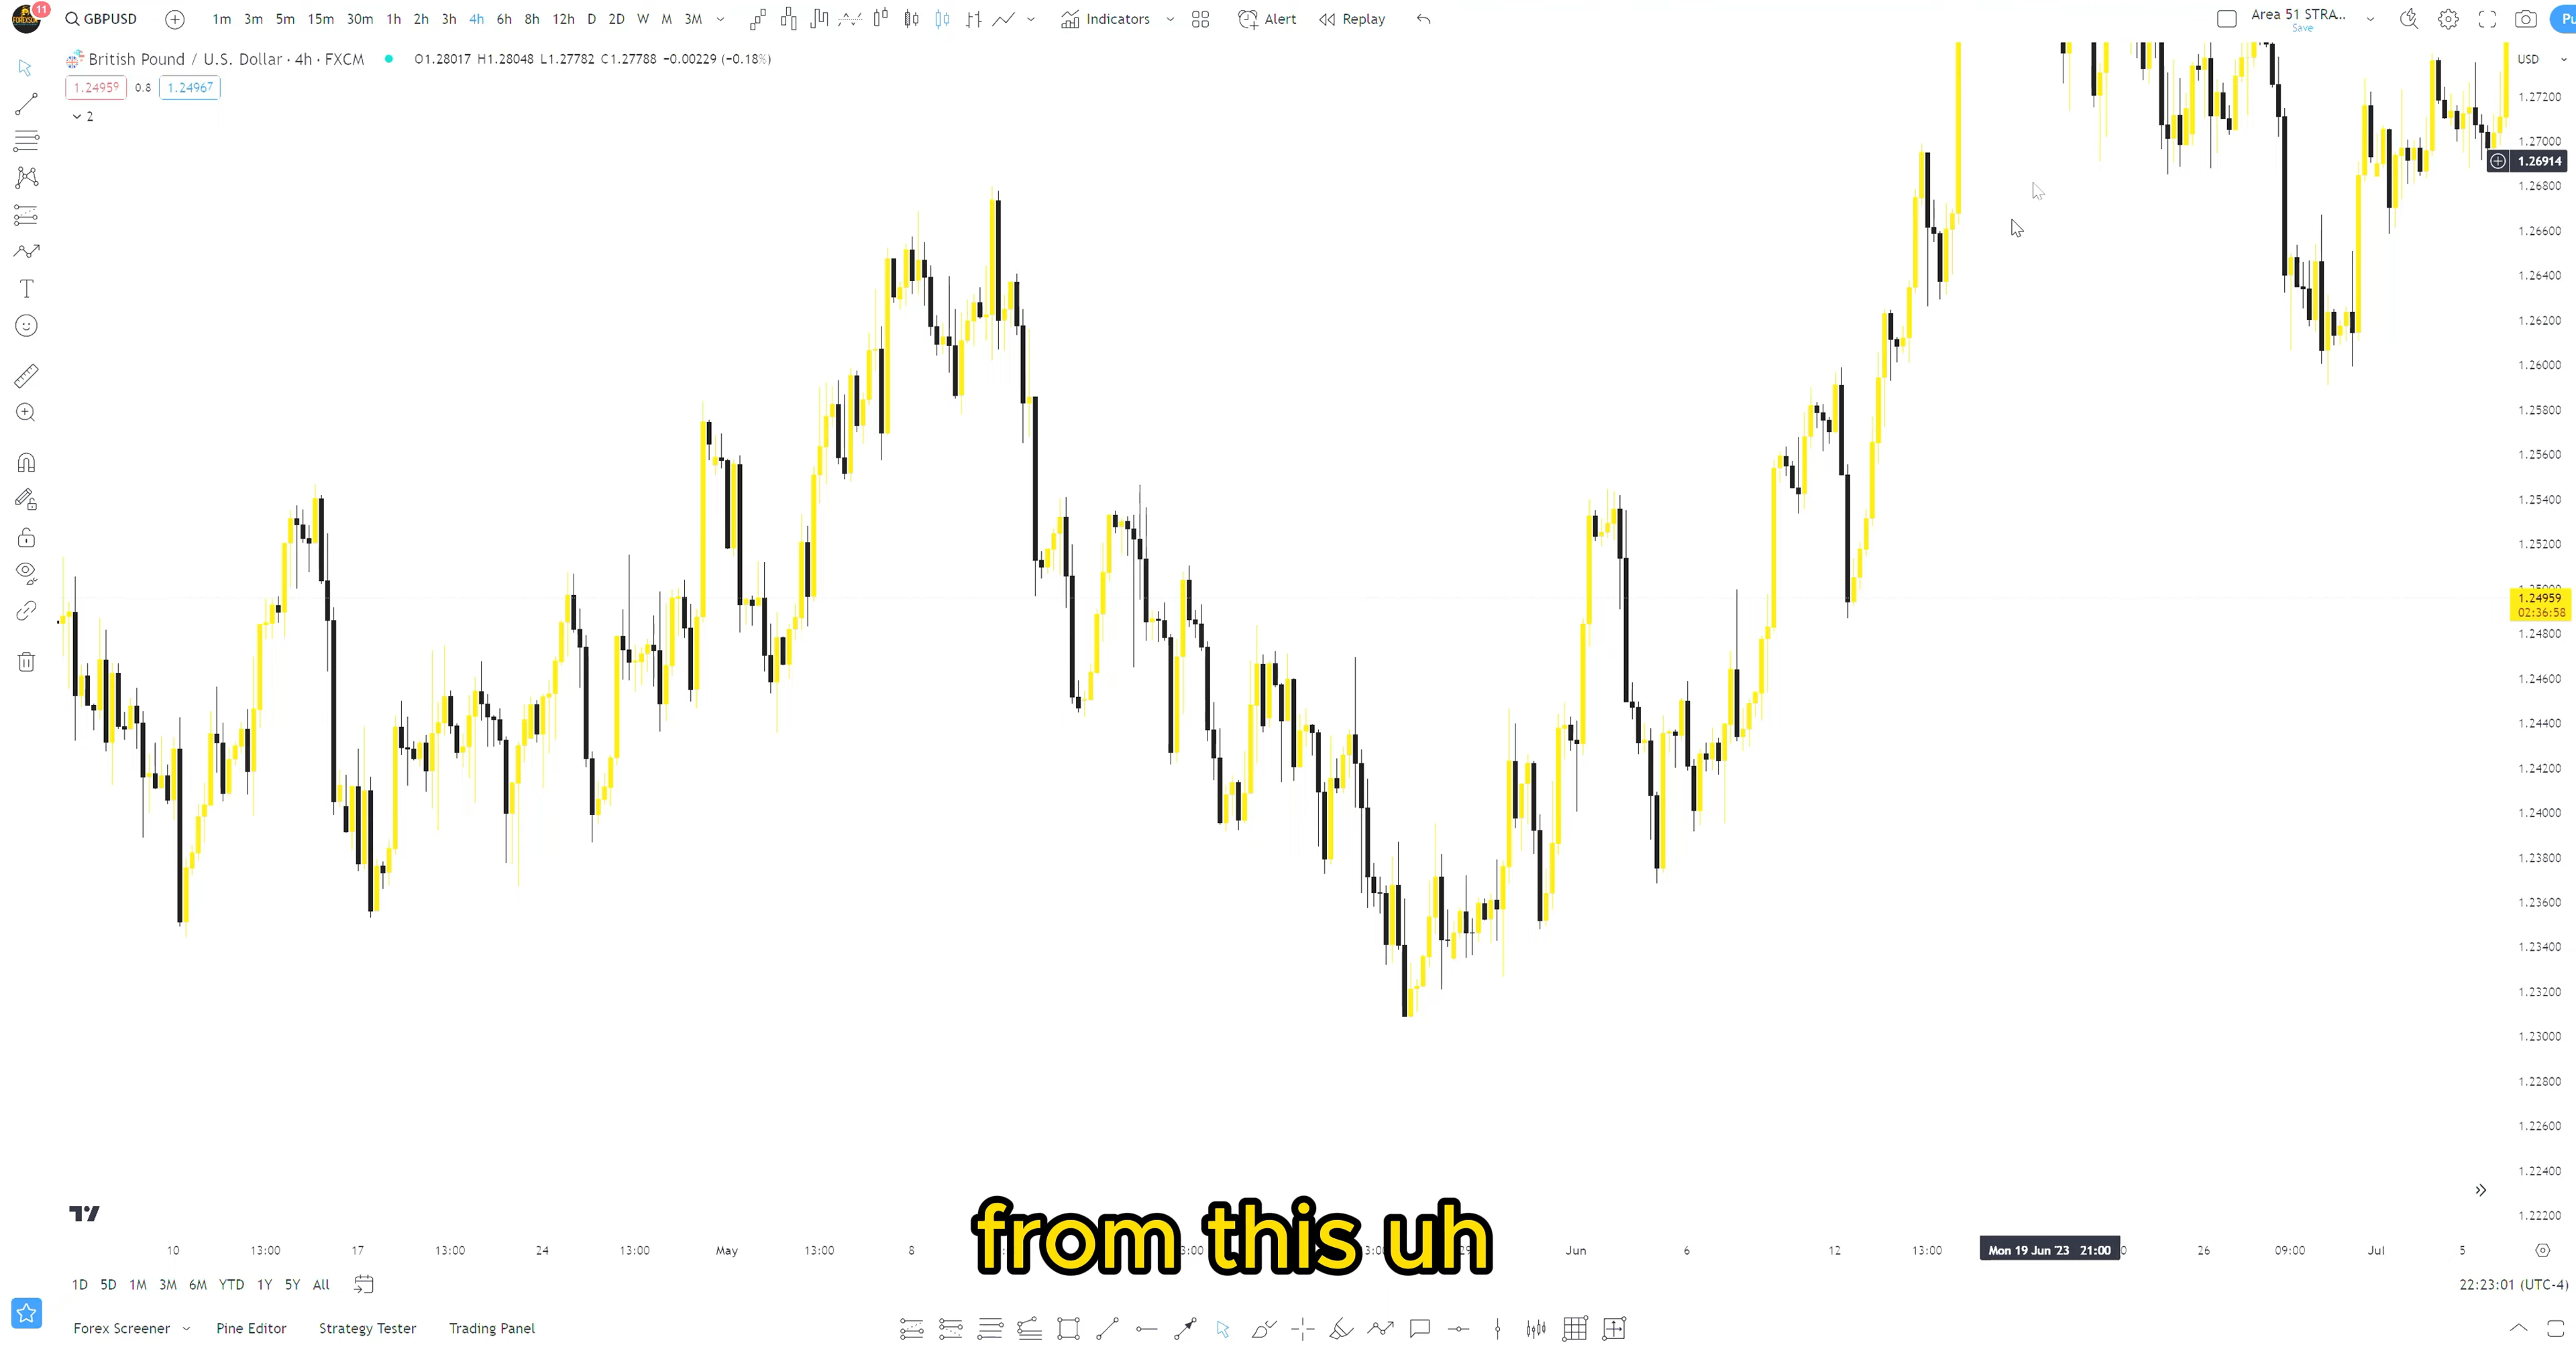 11
GBPUSD
1m 3m 5m 15m 30m 1h 2h 3h 4h 6h 8h 12h D 2D W M 3M
Indicators
Alert
Replay
Area 51 STRA...
Save
British Pound / U.S. Dollar · 4h · FXCM
O1.28017 H1.28048 L1.27782 C1.27788 −0.00229 (−0.18%)
USD
1.24959 0.8 1.24967
2
1.27200
1.27000
1.26914
1.26800
1.26600
1.26400
1.26200
1.26000
1.25800
1.25600
1.25400
1.25200
1.24959
02:36:58
1.24800
1.24600
1.24400
1.24200
1.24000
1.23800
1.23600
1.23400
1.23200
1.23000
1.22800
1.22600
1.22400
1.22200
from this uh
10 13:00 17 13:00 24 13:00 May 13:00 8 Jun 6 12 13:00 Mon 19 Jun '23 21:00 26 09:00 Jul 5
1D 5D 1M 3M 6M YTD 1Y 5Y All
22:23:01 (UTC-4)
Forex Screener Pine Editor Strategy Tester Trading Panel